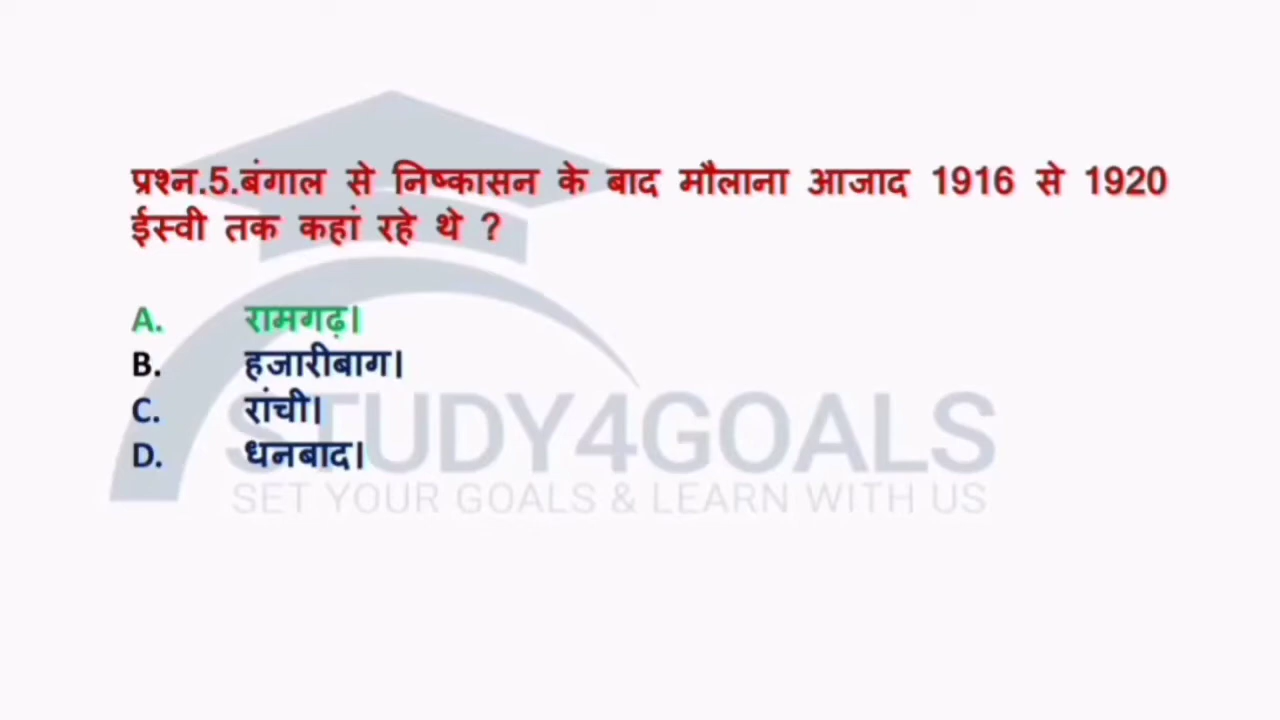 प्रश्न.5.बंगाल से निष्कासन के बाद मौलाना आजाद 1916 से 1920
ईस्वी तक कहां रहे थे ?
A. रामगढ़।
B. हजारीबाग।
C. रांची।
D. धनबाद।
STUDY4GOALS
SET YOUR GOALS & LEARN WITH US